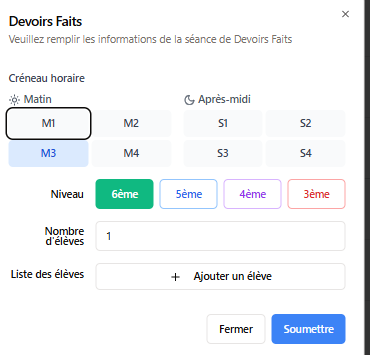 Devoirs Faits
Veuillez remplir les informations de la séance de Devoirs Faits
Créneau horaire
Matin
Après-midi
M1 M2 S1 S2
M3 M4 S3 S4
Niveau 6ème 5ème 4ème 3ème
Nombre
d'élèves
1
Liste des élèves + Ajouter un élève
Fermer Soumettre